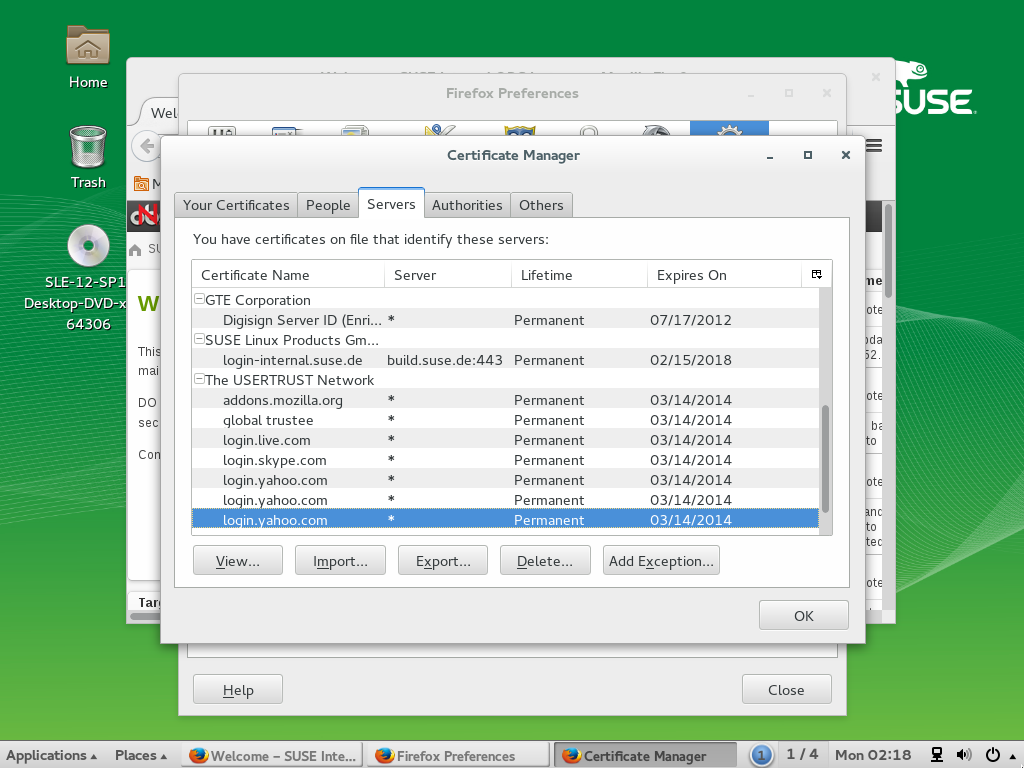 Home
Trash
SLE-12-SP1
Desktop-DVD-x
64306
SUSE
Firefox Preferences
Certificate Manager
Your Certificates People Servers Authorities Others
You have certificates on file that identify these servers:
Certificate Name Server Lifetime Expires On
GTE Corporation
Digisign Server ID (Enri... * Permanent 07/17/2012
SUSE Linux Products Gm...
login-internal.suse.de build.suse.de:443 Permanent 02/15/2018
The USERTRUST Network
addons.mozilla.org * Permanent 03/14/2014
global trustee * Permanent 03/14/2014
login.live.com * Permanent 03/14/2014
login.skype.com * Permanent 03/14/2014
login.yahoo.com * Permanent 03/14/2014
login.yahoo.com * Permanent 03/14/2014
login.yahoo.com * Permanent 03/14/2014
View... Import... Export... Delete... Add Exception...
OK
Help Close
Applications Places Welcome – SUSE Inte... Firefox Preferences Certificate Manager 1 1 / 4 Mon 02:18